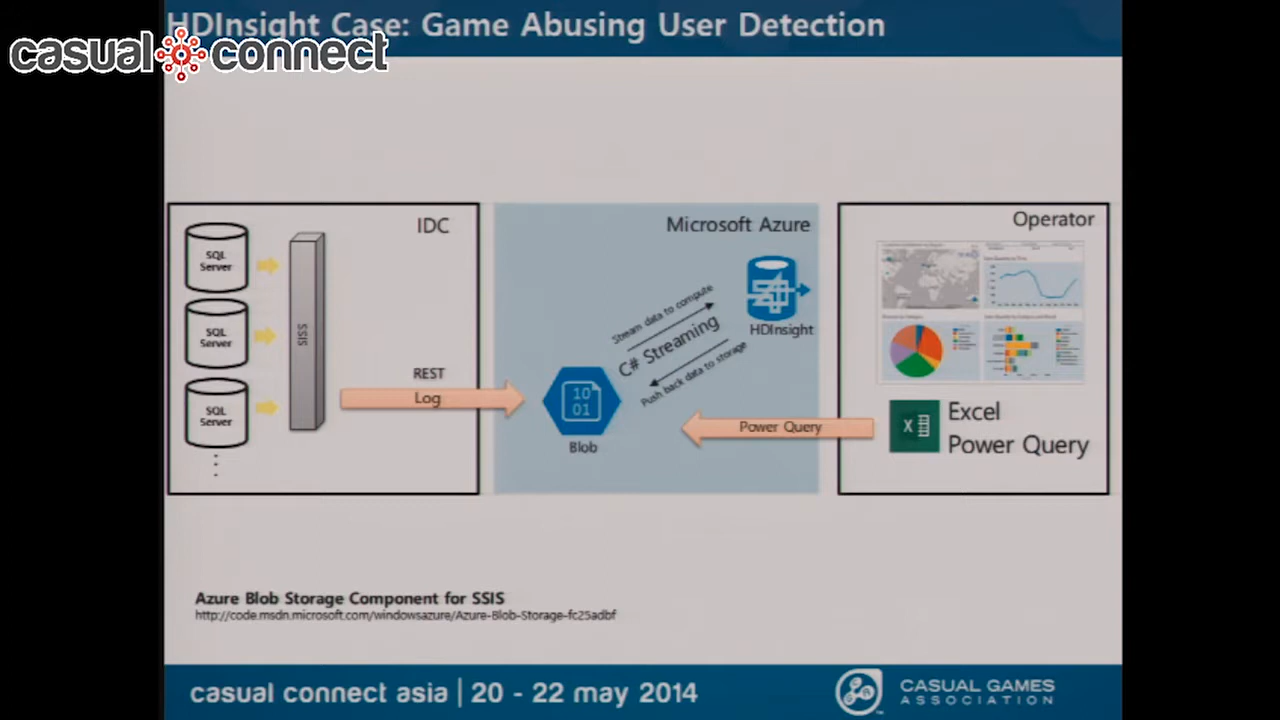 HDInsight Case: Game Abusing User Detection
casual connect
IDC
SQL
Server
SQL
Server
SQL
Server
SISS
REST
Log
Microsoft Azure
Stream data to compute
C# Streaming
Push back data to storage
HDInsight
10
01
Blob
Power Query
Operator
Excel
Power Query
Azure Blob Storage Component for SSIS
http://code.msdn.microsoft.com/windowsazure/Azure-Blob-Storage-fc25adbf
casual connect asia | 20 - 22 may 2014
CASUAL GAMES
ASSOCIATION